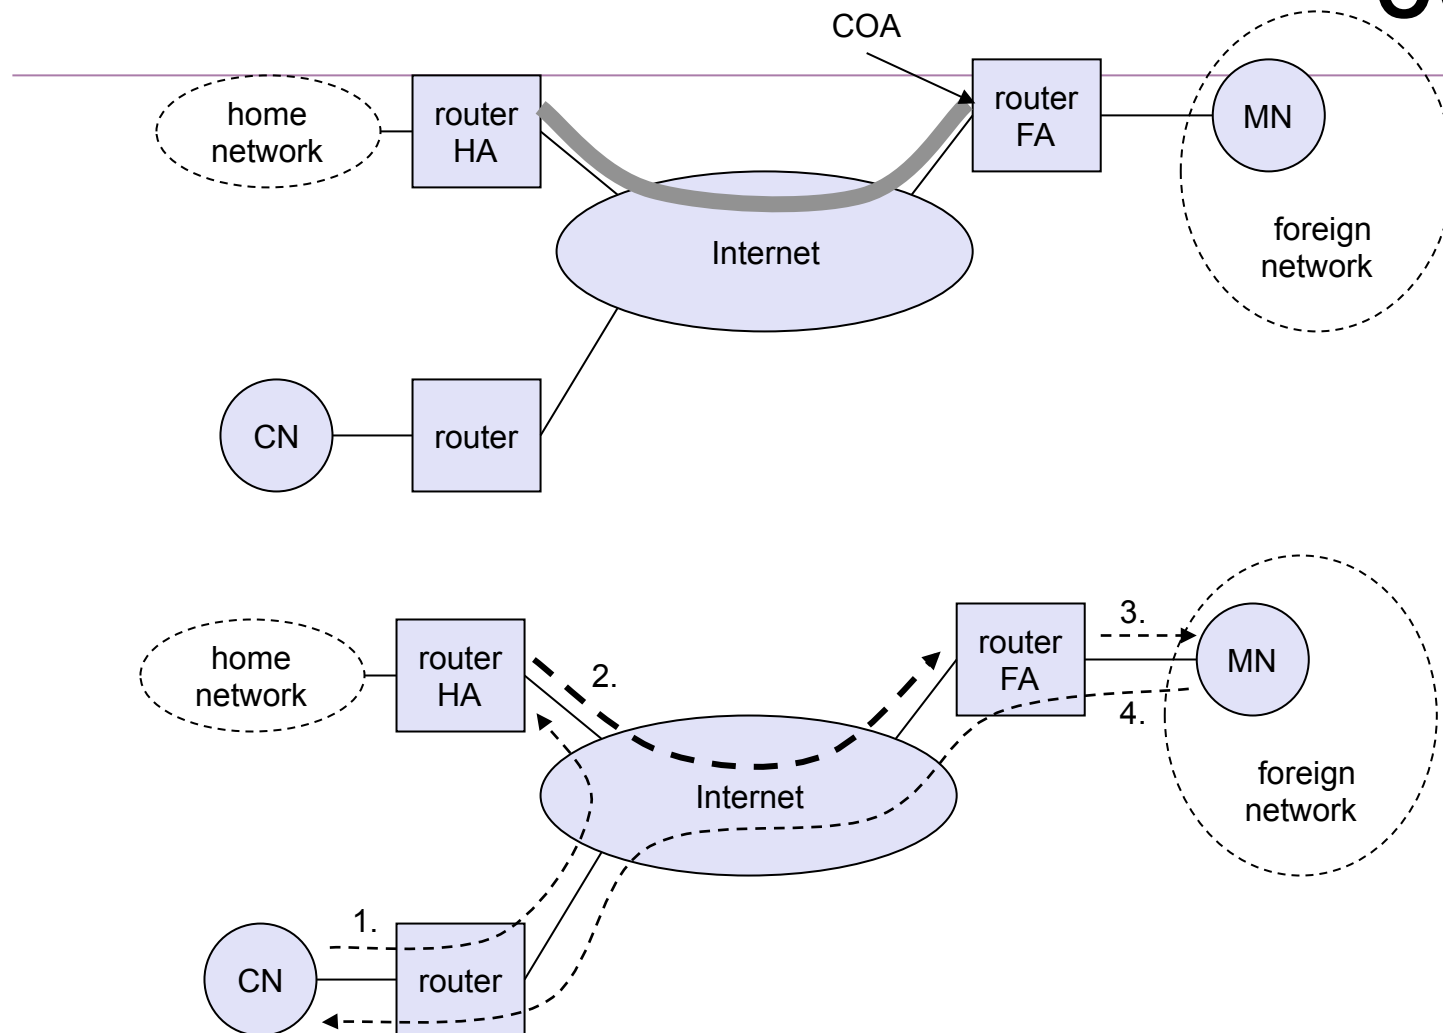 COA
home
network
router
HA
router
FA
MN
foreign
network
Internet
CN
router
home
network
router
HA
2.
router
FA
3.
MN
4.
foreign
network
Internet
1.
CN
router